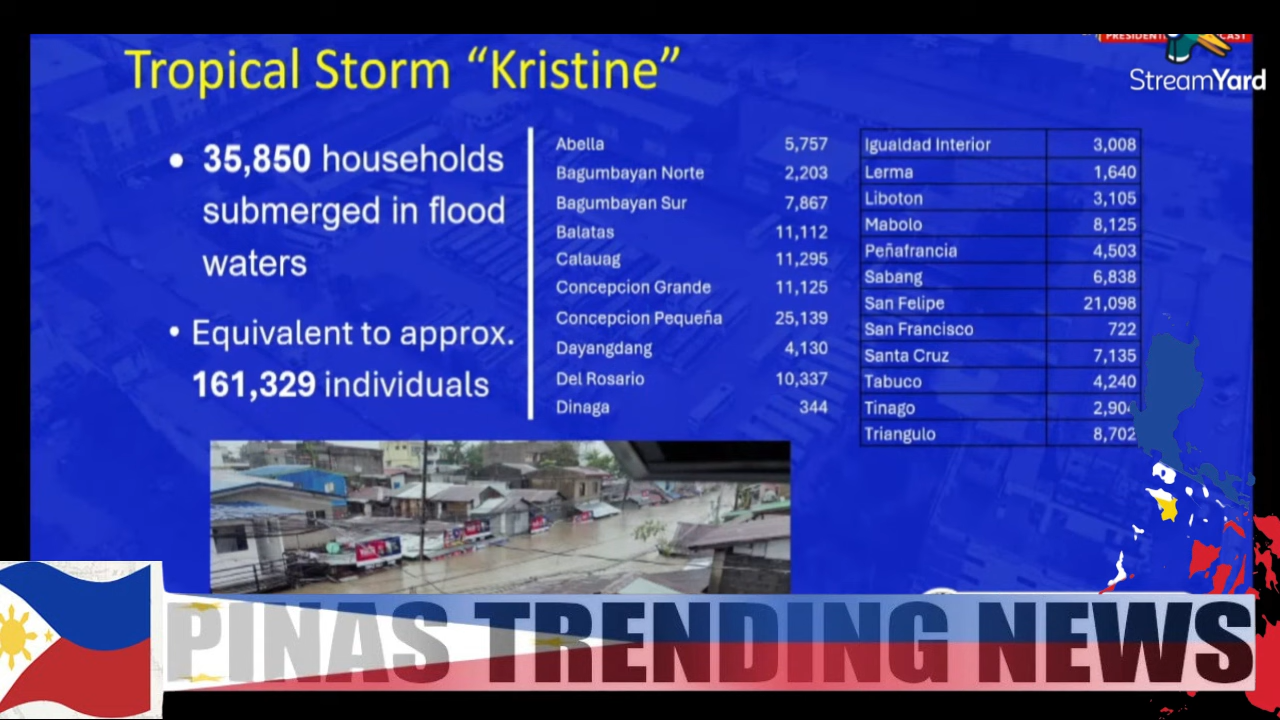 PRESIDENT
CAST
StreamYard
Tropical Storm “Kristine”
• 35,850 households
submerged in flood
waters
• Equivalent to approx.
161,329 individuals
Abella 5,757
Bagumbayan Norte 2,203
Bagumbayan Sur 7,867
Balatas 11,112
Calauag 11,295
Concepcion Grande 11,125
Concepcion Pequeña 25,139
Dayangdang 4,130
Del Rosario 10,337
Dinaga 344
Igualdad Interior 3,008
Lerma 1,640
Liboton 3,105
Mabolo 8,125
Peñafrancia 4,503
Sabang 6,838
San Felipe 21,098
San Francisco 722
Santa Cruz 7,135
Tabuco 4,240
Tinago 2,904
Triangulo 8,702
PINAS TRENDING NEWS